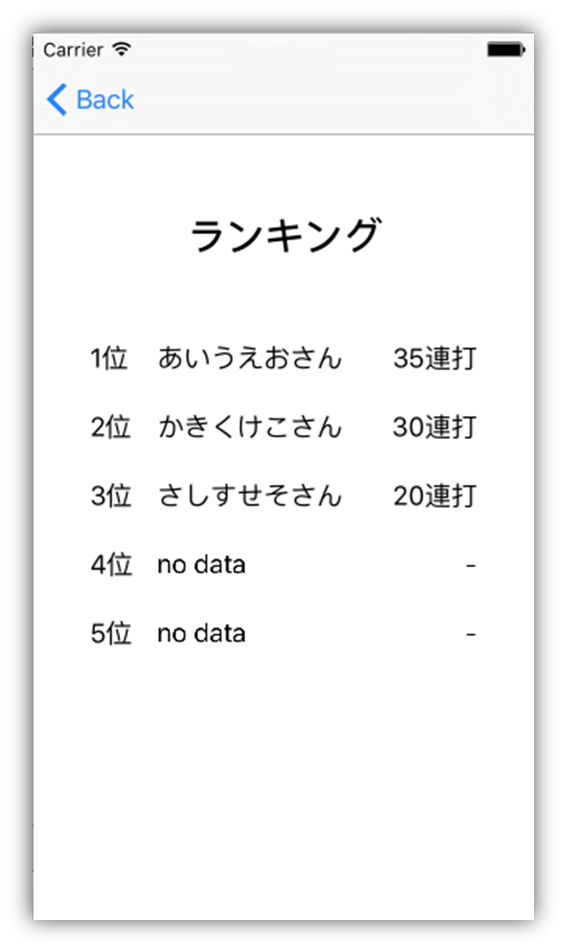 Carrier
Back
ランキング
1位 あいうえおさん 35連打
2位 かきくけこさん 30連打
3位 さしすせそさん 20連打
4位 no data -
5位 no data -